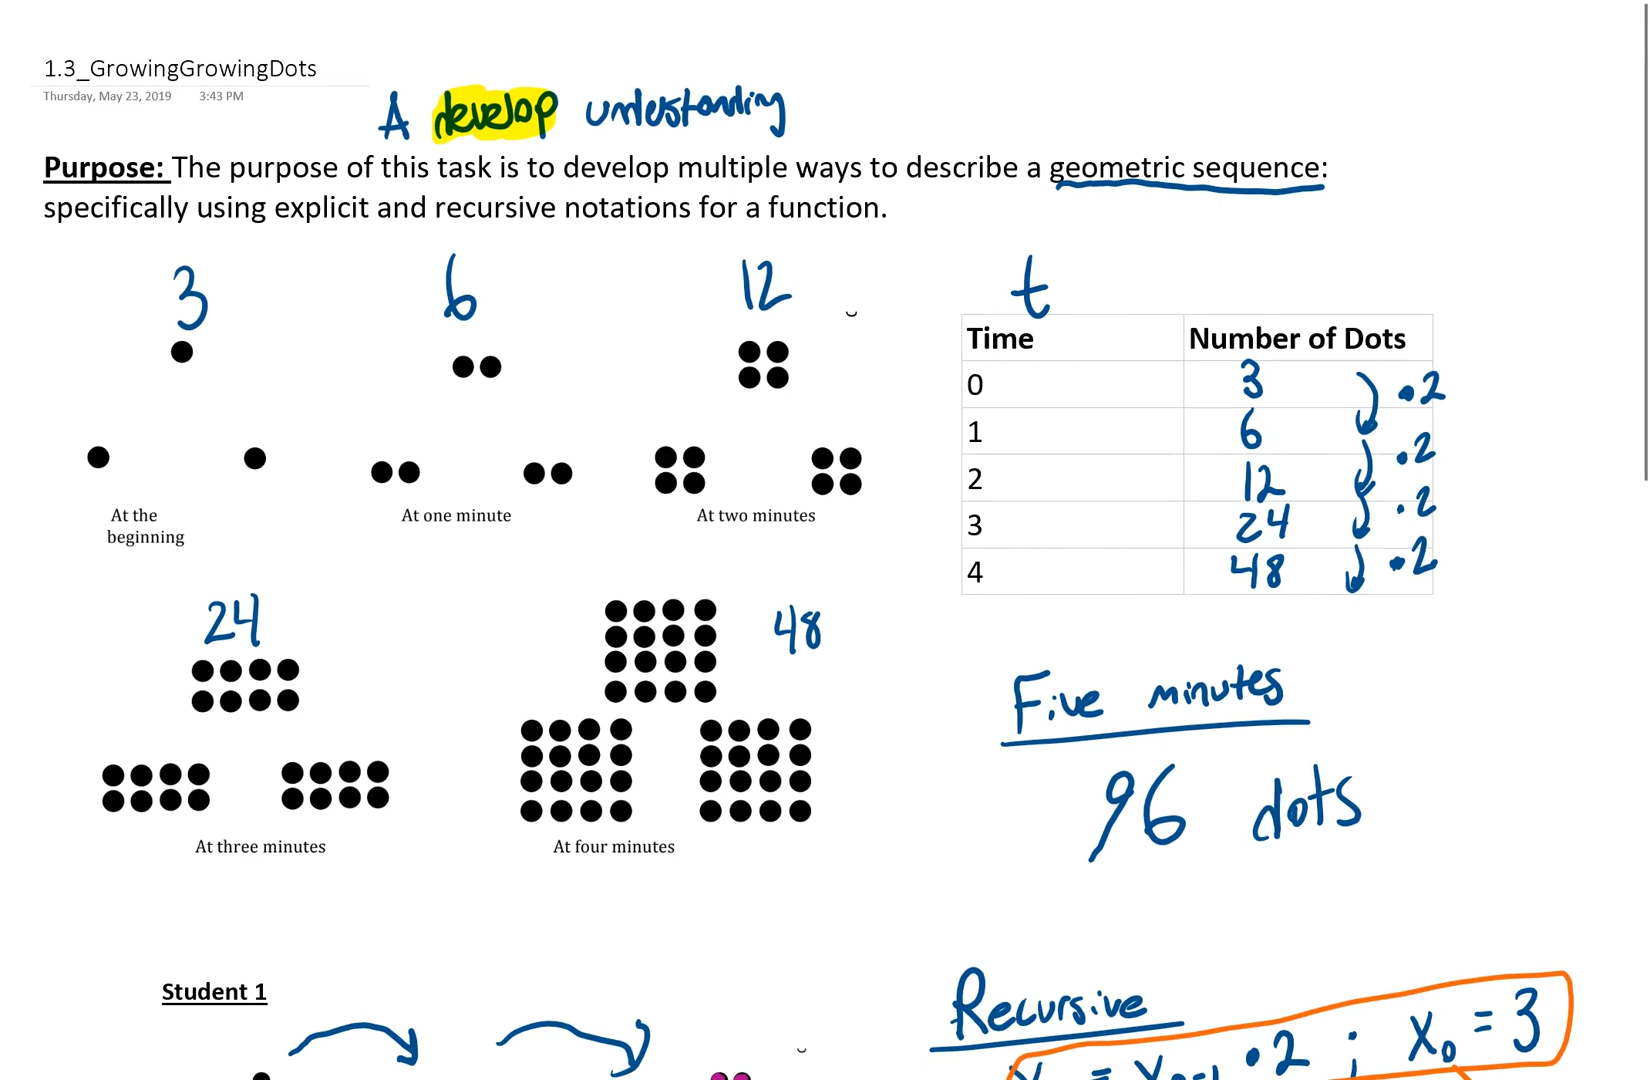 1.3_GrowingGrowingDots
Thursday, May 23, 2019 3:43 PM
A develop understanding
Purpose: The purpose of this task is to develop multiple ways to describe a geometric sequence:
specifically using explicit and recursive notations for a function.
3 6 12
At the
beginning
At one minute
At two minutes
24 48
At three minutes
At four minutes
t
Time Number of Dots
0 3 •2
1 6 •2
2 12 •2
3 24 •2
4 48
Five minutes
96 dots
Student 1
Recursive
= x •2 ; x₀ = 3